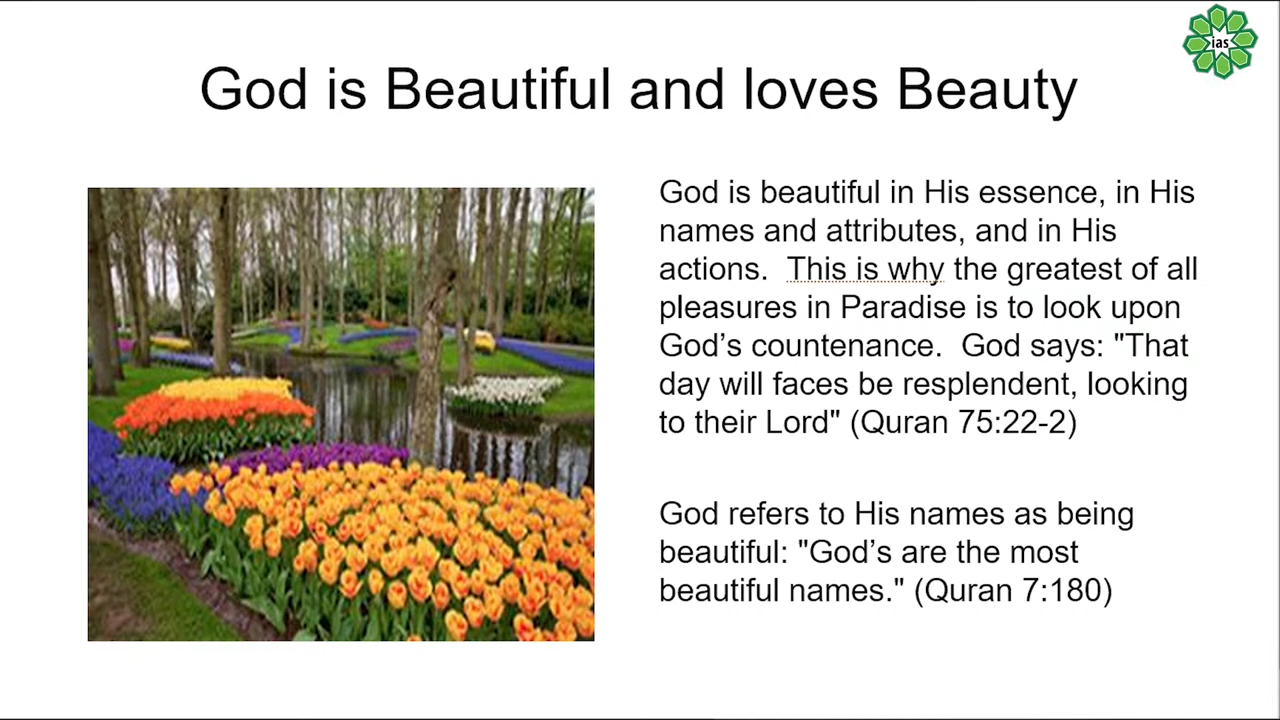 ias
God is Beautiful and loves Beauty
God is beautiful in His essence, in His
names and attributes, and in His
actions.  This is why the greatest of all
pleasures in Paradise is to look upon
God’s countenance.  God says: "That
day will faces be resplendent, looking
to their Lord" (Quran 75:22-2)
God refers to His names as being
beautiful: "God’s are the most
beautiful names." (Quran 7:180)